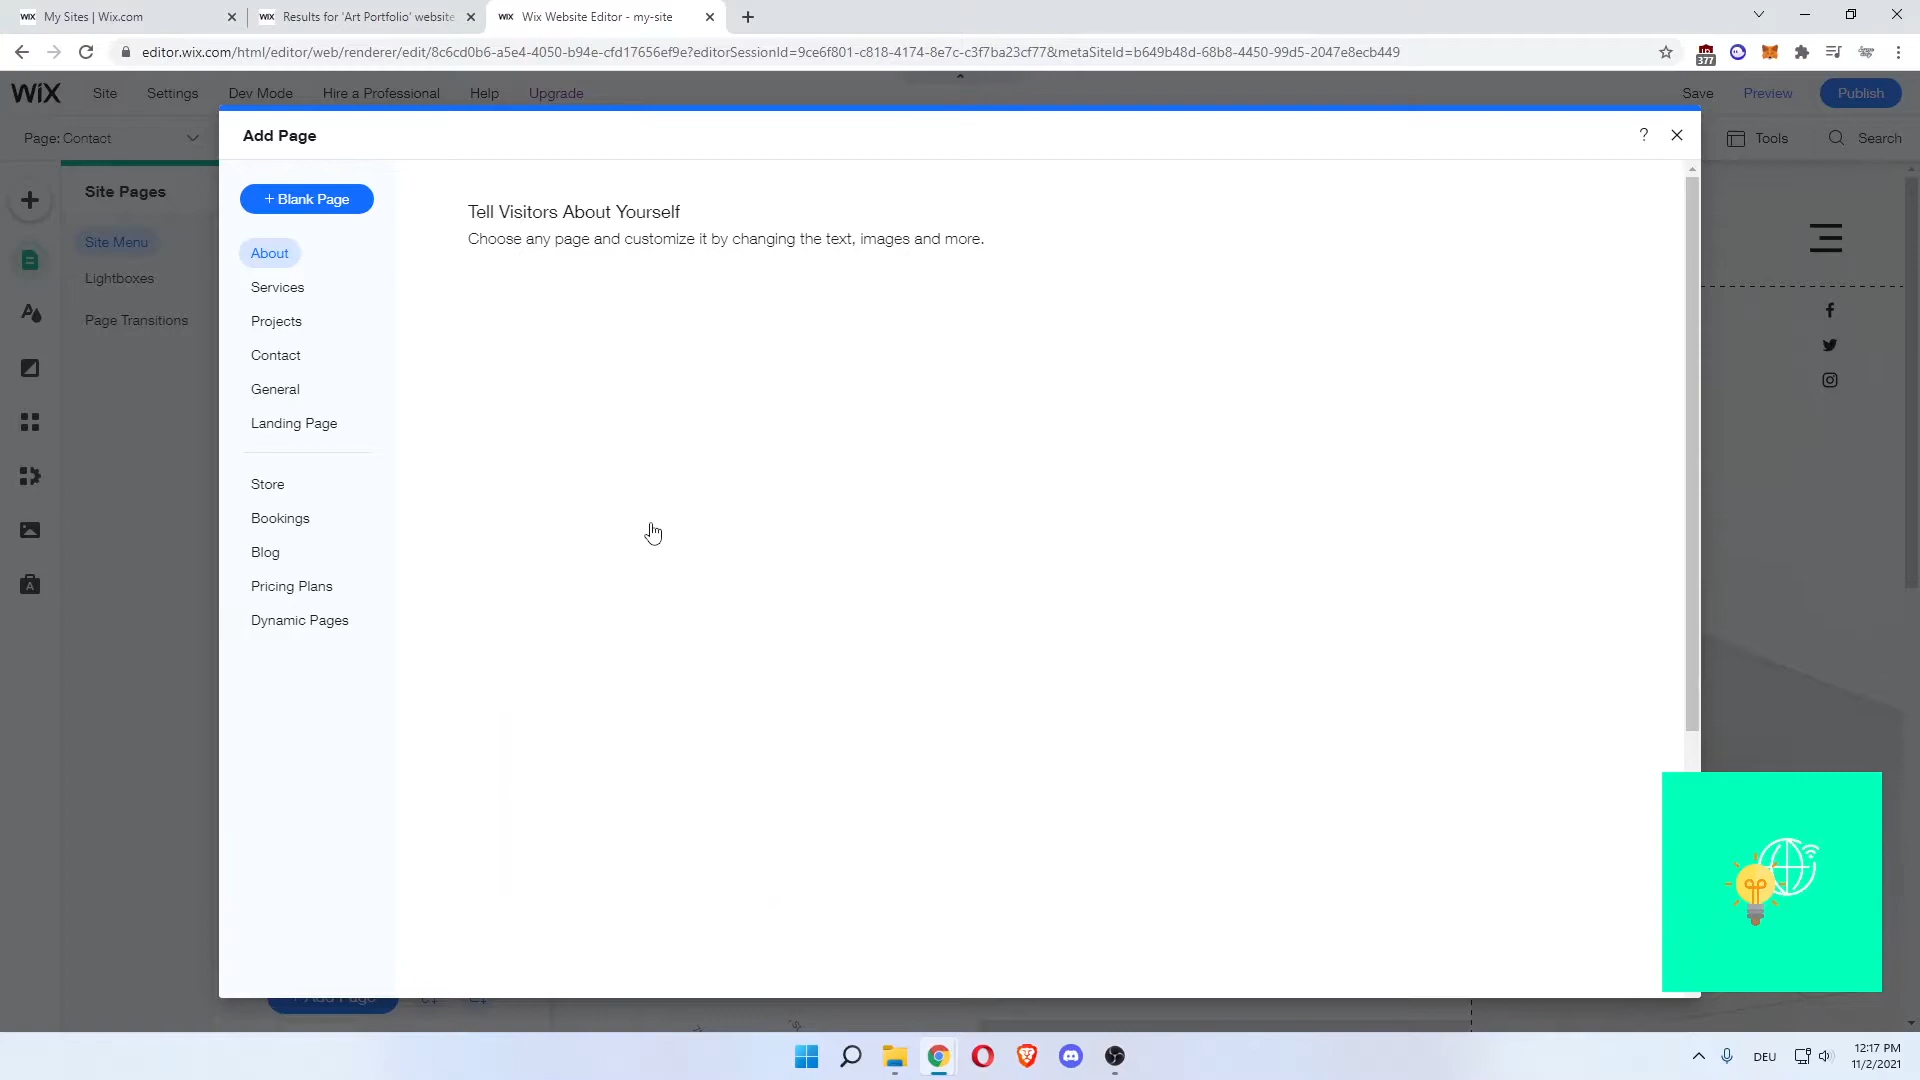 My Sites | Wix.com
Results for 'Art Portfolio' website
Wix Website Editor - my-site
editor.wix.com/html/editor/web/renderer/edit/8c6cd0b6-a5e4-4050-b94e-cfd17656ef9e?editorSessionId=9ce6f801-c818-4174-8e7c-c3f7ba23cf77&metaSiteId=b649b48d-68b8-4450-99d5-2047e8ecb449
377
WiX Site Settings Dev Mode Hire a Professional Help Upgrade Save Preview Publish
Page: Contact
Tools
Search
Add Page
?
Site Pages
Site Menu
Lightboxes
Page Transitions
+ Blank Page
About
Services
Projects
Contact
General
Landing Page
Store
Bookings
Blog
Pricing Plans
Dynamic Pages
Tell Visitors About Yourself
Choose any page and customize it by changing the text, images and more.
+ Add Page
DEU
12:17 PM
11/2/2021